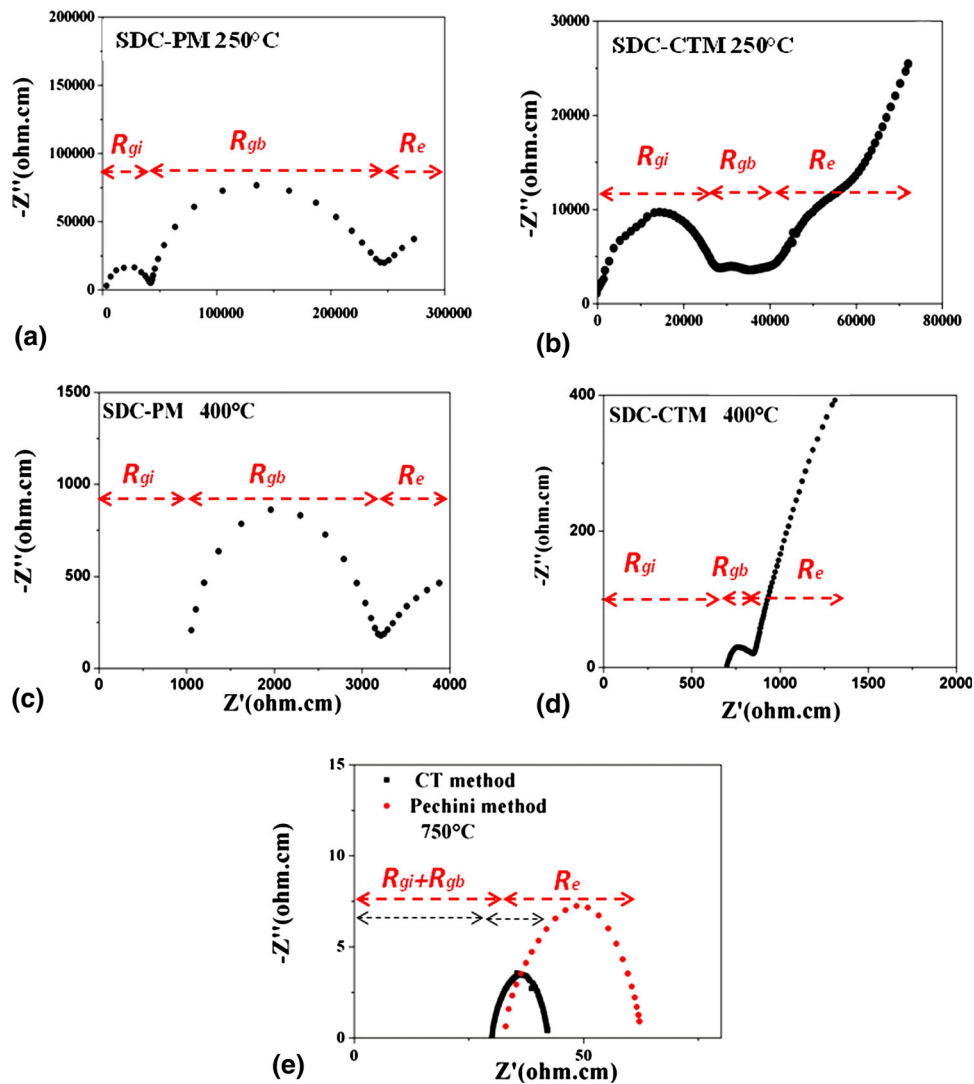 SDC-PM 250°C
-Z''(ohm.cm)
200000
150000
100000
50000
0
Rgi
Rgb
Re
0
100000
200000
300000
(a)
SDC-CTM 250°C
-Z''(ohm.cm)
30000
20000
10000
0
Rgi
Rgb
Re
0
20000
40000
60000
80000
(b)
SDC-PM 400°C
-Z''(ohm.cm)
1500
1000
500
0
Rgi
Rgb
Re
0
1000
2000
3000
4000
Z'(ohm.cm)
(c)
SDC-CTM 400°C
-Z''(ohm.cm)
400
200
0
Rgi
Rgb
Re
0
500
1000
1500
2000
Z'(ohm.cm)
(d)
CT method
Pechini method
750°C
-Z''(ohm.cm)
15
10
5
0
Rgi+Rgb
Re
0
50
Z'(ohm.cm)
(e)